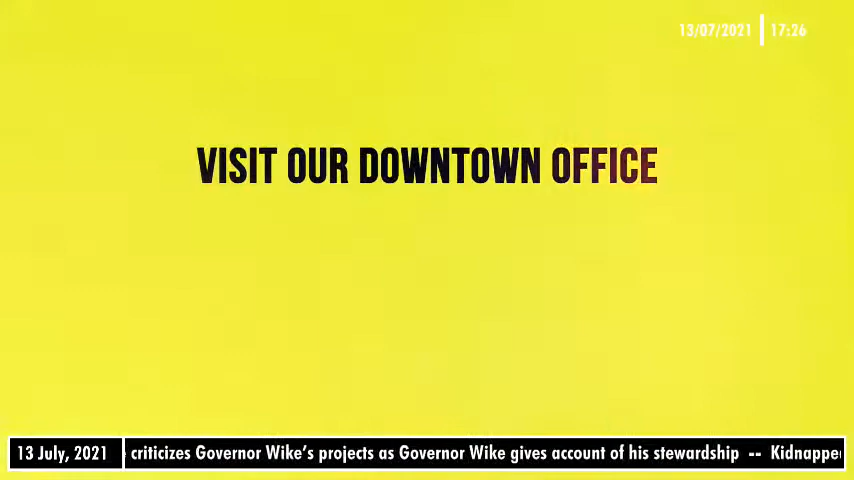 13/07/2021 | 17:26
VISIT OUR DOWNTOWN OFFICE
13 July, 2021
criticizes Governor Wike's projects as Governor Wike gives account of his stewardship -- Kidnapper